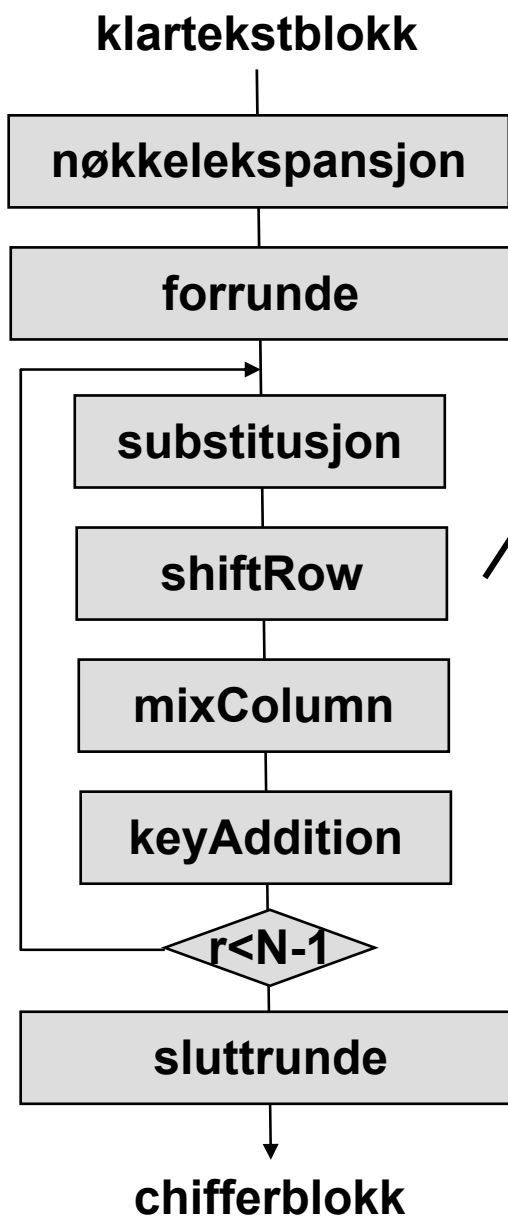 klartekstblokk
nøkkelekspansjon
forrunde
substitusjon
shiftRow
mixColumn
keyAddition
r<N-1
sluttrunde
chifferblokk